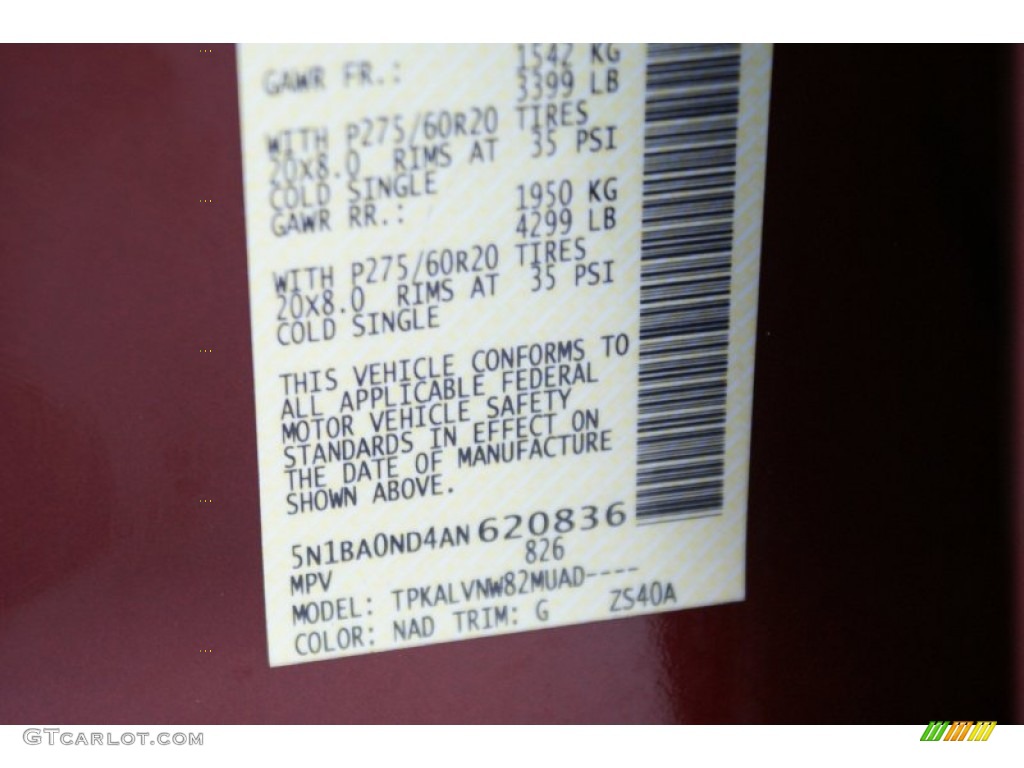 1542 KG
GAWR FR.: 3399 LB
WITH P275/60R20 TIRES
20X8.0 RIMS AT 35 PSI
COLD SINGLE
1950 KG
GAWR RR.: 4299 LB
WITH P275/60R20 TIRES
20X8.0 RIMS AT 35 PSI
COLD SINGLE
THIS VEHICLE CONFORMS TO
ALL APPLICABLE FEDERAL
MOTOR VEHICLE SAFETY
STANDARDS IN EFFECT ON
THE DATE OF MANUFACTURE
SHOWN ABOVE.
5N1BA0ND4AN620836
MPV 826
MODEL: TPKALVNW82MUAD----
COLOR: NAD TRIM: G ZS40A
GTCARLOT.COM